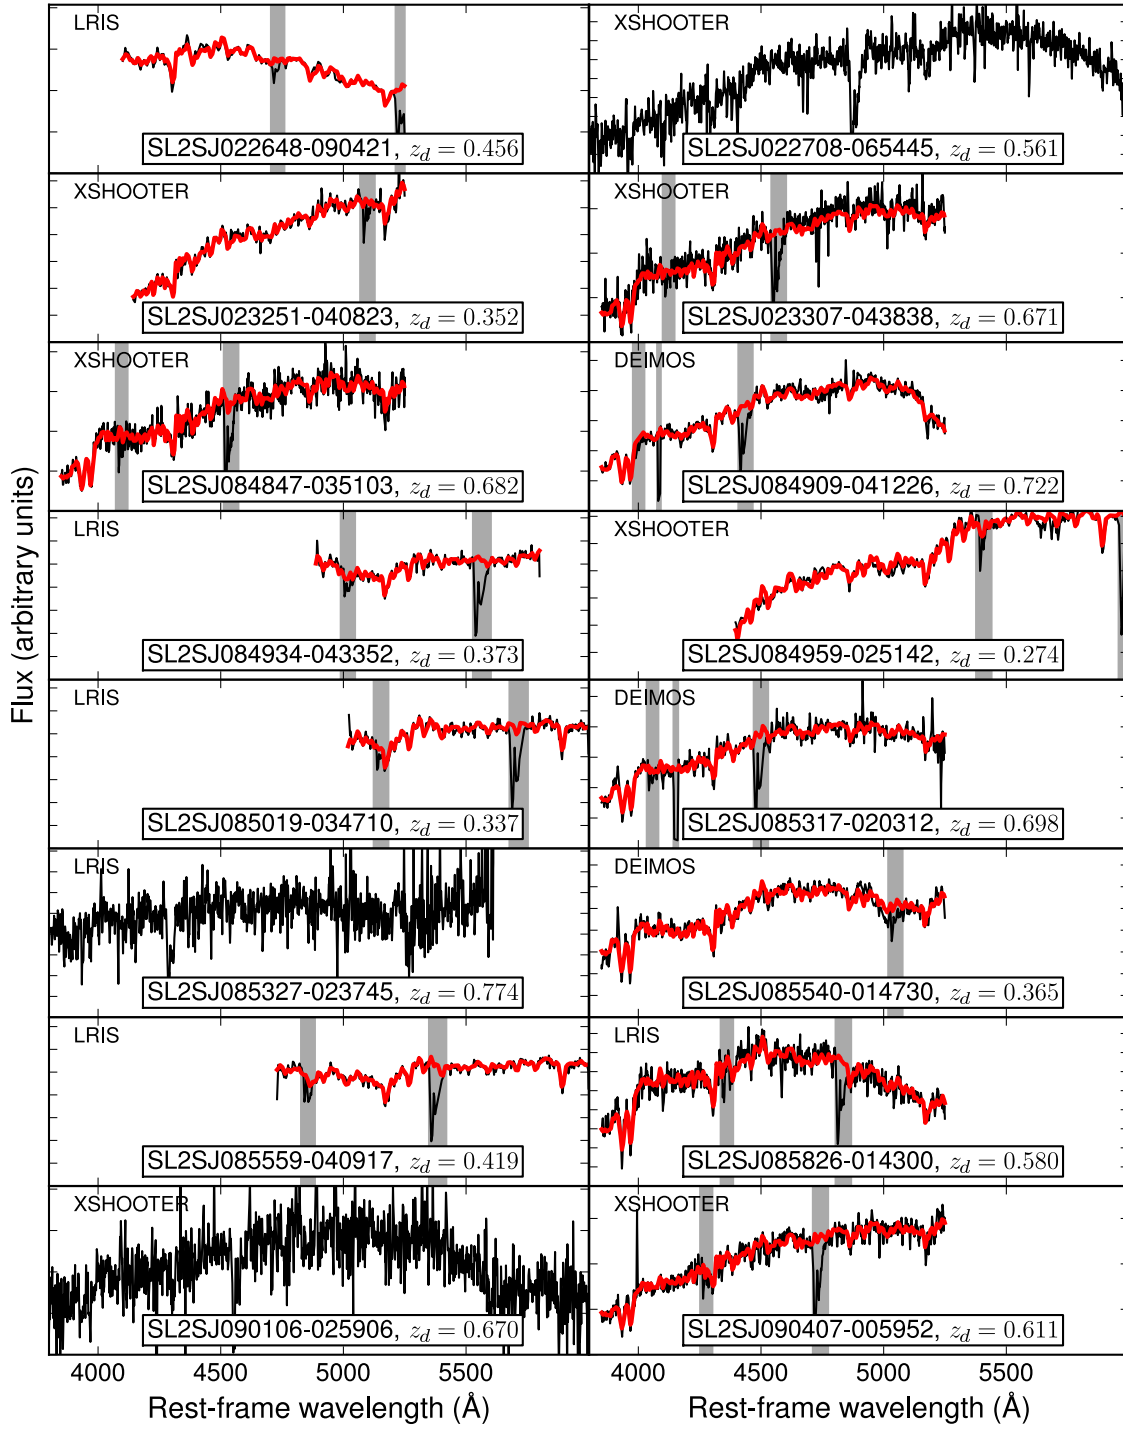 LRIS
SL2SJ022648-090421, z_d = 0.456
XSHOOTER
SL2SJ022708-065445, z_d = 0.561
XSHOOTER
SL2SJ023251-040823, z_d = 0.352
XSHOOTER
SL2SJ023307-043838, z_d = 0.671
XSHOOTER
SL2SJ084847-035103, z_d = 0.682
DEIMOS
SL2SJ084909-041226, z_d = 0.722
LRIS
SL2SJ084934-043352, z_d = 0.373
XSHOOTER
SL2SJ084959-025142, z_d = 0.274
LRIS
SL2SJ085019-034710, z_d = 0.337
DEIMOS
SL2SJ085317-020312, z_d = 0.698
LRIS
SL2SJ085327-023745, z_d = 0.774
DEIMOS
SL2SJ085540-014730, z_d = 0.365
LRIS
SL2SJ085559-040917, z_d = 0.419
LRIS
SL2SJ085826-014300, z_d = 0.580
XSHOOTER
SL2SJ090106-025906, z_d = 0.670
XSHOOTER
SL2SJ090407-005952, z_d = 0.611
Flux (arbitrary units)
4000 4500 5000 5500
4000 4500 5000 5500
Rest-frame wavelength (Å)
Rest-frame wavelength (Å)